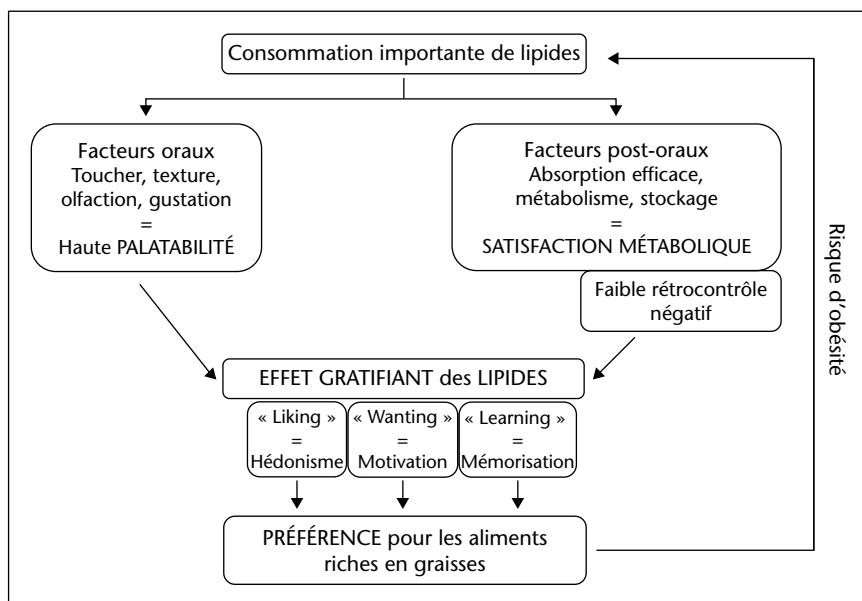 Consommation importante de lipides
Facteurs oraux
Toucher, texture,
olfaction, gustation
=
Haute PALATABILITÉ
Facteurs post-oraux
Absorption efficace,
métabolisme, stockage
=
SATISFACTION MÉTABOLIQUE
Faible rétrocontrôle
négatif
Risque d'obésité
EFFET GRATIFIANT des LIPIDES
« Liking »
=
Hédonisme
« Wanting »
=
Motivation
« Learning »
=
Mémorisation
PRÉFÉRENCE pour les aliments
riches en graisses